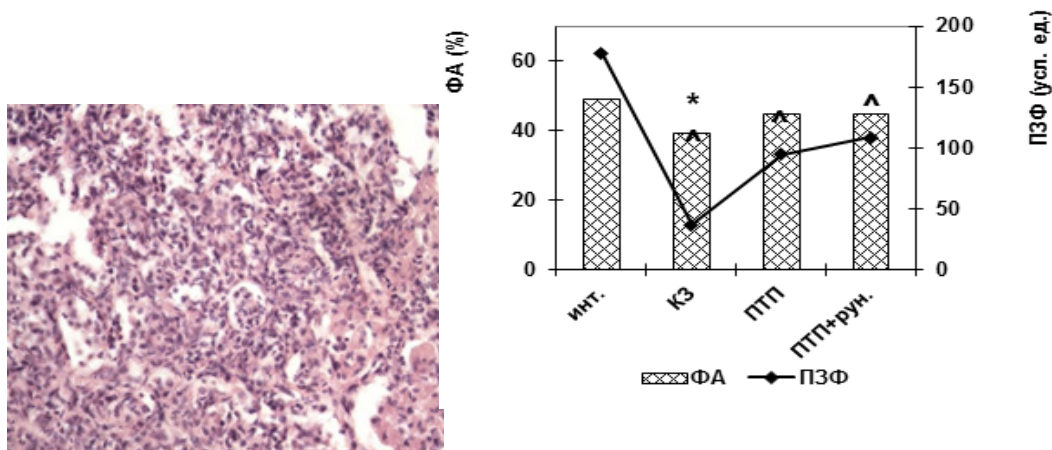 ФА (%)
ПЗФ (усл. ед.)
60
40
20
0
200
150
100
50
0
*
^
^
^
инт.
КЗ
ПТП
ПТП+рун.
ФА
ПЗФ